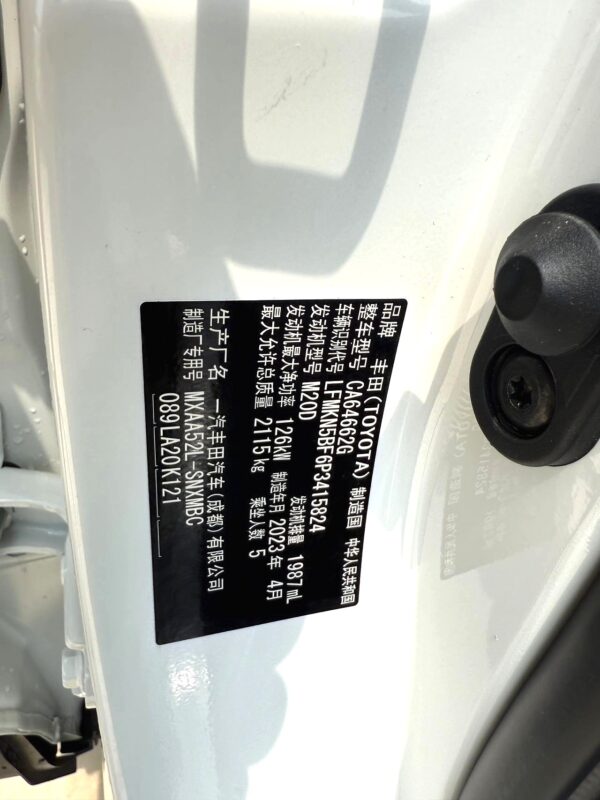 品牌 丰田(TOYOTA) 制造国 中华人民共和国
整车型号 CA64662G
车辆识别代号 LFMKN5BF6P3415824
发动机型号 M20D 发动机排量 1987 mL
发动机最大净功率 126kW 制造年月 2023年 4月
最大允许总质量 2115kg 乘坐人数 5
生产厂名 一汽丰田汽车(成都)有限公司
制造厂专用号 MXAA52L-SNXMBC
089LA20K121